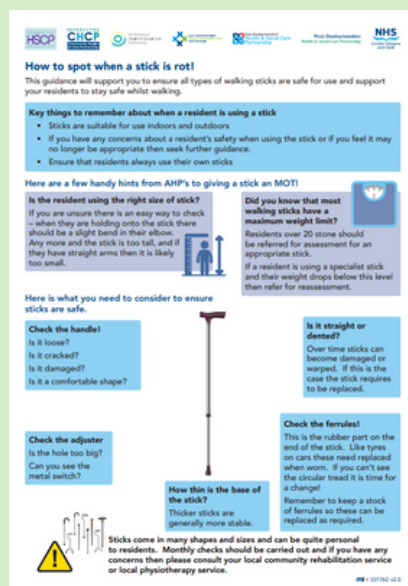 HSCP
CHCP
Health & Social Care
Partnership
West Dunbartonshire
Health & Social Care Partnership
NHS
Greater Glasgow
and Clyde
How to spot when a stick is rot!
This guidance will support you to ensure all types of walking sticks are safe for use and support
your residents to stay safe whilst walking.
Key things to remember about when a resident is using a stick
• Sticks are suitable for use indoors and outdoors
• If you have any concerns about a resident's safety when using the stick or if you feel it may
no longer be appropriate then seek further guidance.
• Ensure that residents always use their own sticks
Here are a few handy hints from AHP's to giving a stick an MOT!
Is the resident using the right size of stick?
If you are unsure there is an easy way to check
– when they are holding onto the stick there
should be a slight bend in their elbow.
Any more and the stick is too tall, and if
they have straight arms then it is likely
too small.
Did you know that most
walking sticks have a
maximum weight limit?
Residents over 20 stone should
be referred for assessment for an
appropriate stick.
If a resident is using a specialist stick
and their weight drops below this level
then refer for reassessment.
Here is what you need to consider to ensure
sticks are safe.
Check the handle!
Is it loose?
Is it cracked?
Is it damaged?
Is it a comfortable shape?
Is it straight or
dented?
Over time sticks can
become damaged or
warped. If this is the
case the stick requires
to be replaced.
Check the adjuster
Is the hole too big?
Can you see the
metal switch?
How thin is the base of
the stick?
Thicker sticks are
generally more stable.
Check the ferrules!
This is the rubber part on the
end of the stick. Like tyres
on cars these need replaced
when worn. If you can't see
the circular tread it is time for
a change!
Remember to keep a stock
of ferrules so these can be
replaced as required.
Sticks come in many shapes and sizes and can be quite personal
to residents. Monthly checks should be carried out and if you have any
concerns then please consult your local community rehabilitation service
or local physiotherapy service.
331762 v2.0